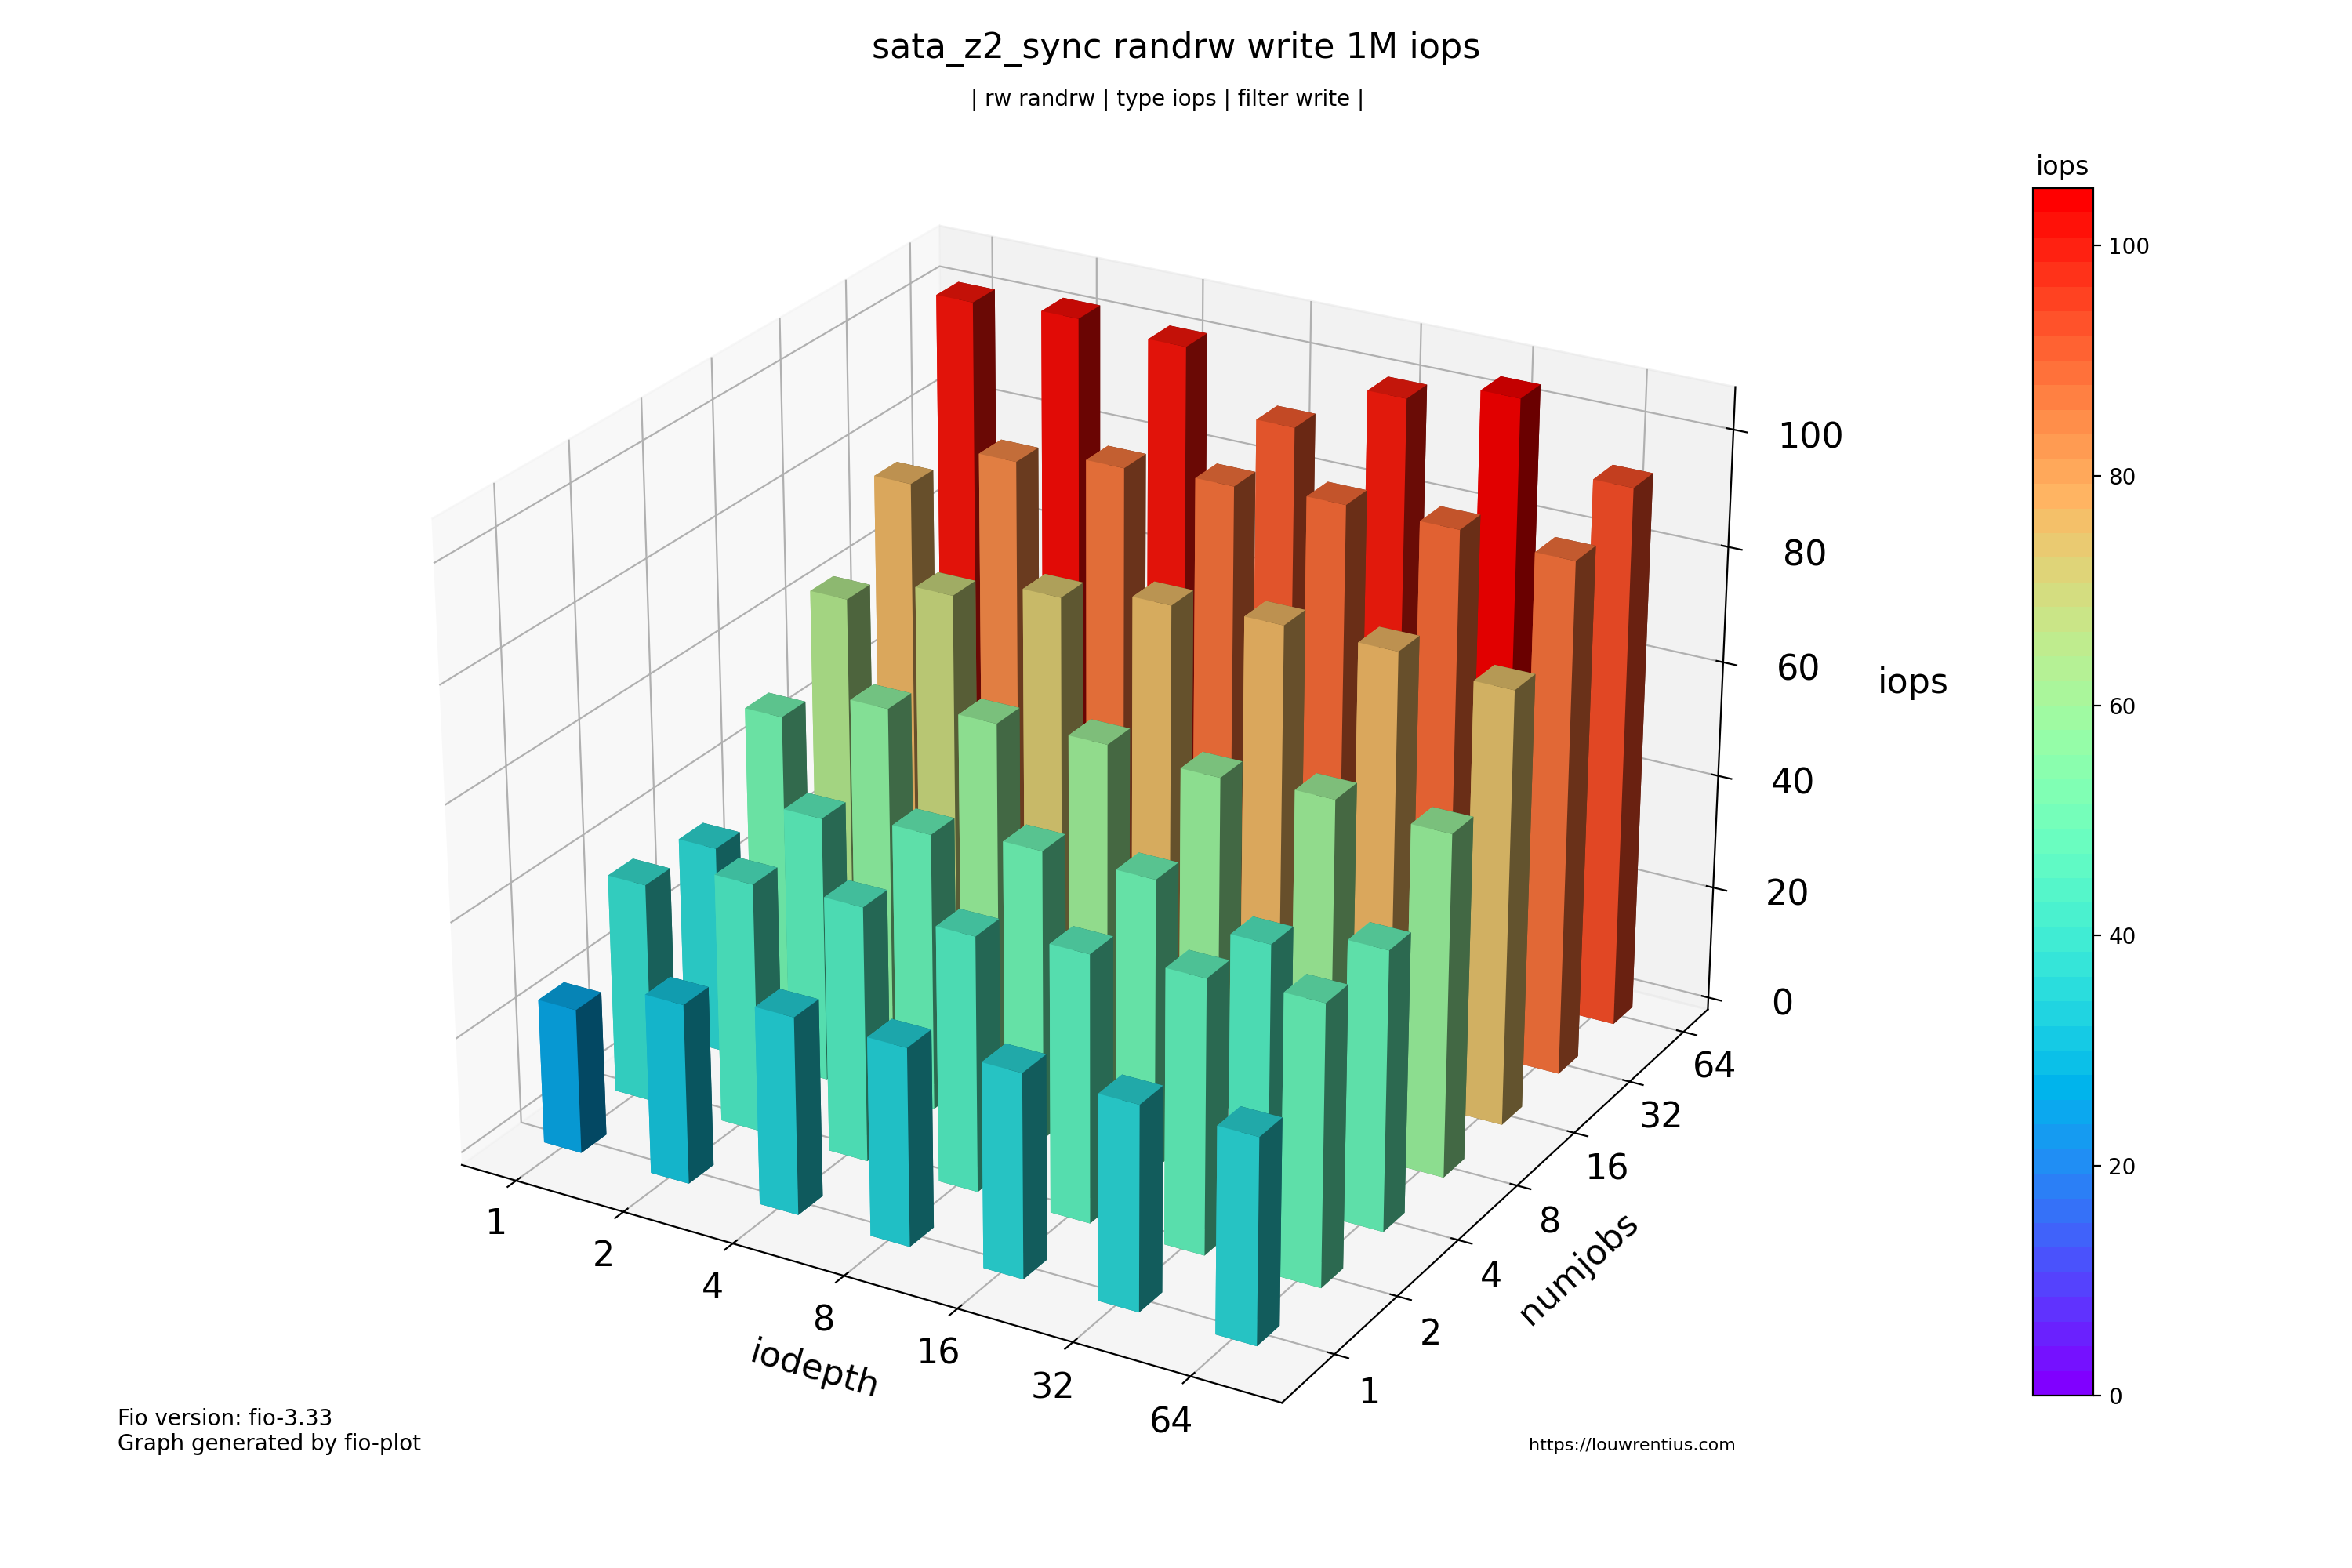 sata_z2_sync randrw write 1M iops
| rw randrw | type iops | filter write |
iops
100
80
60
40
20
0
100
80
60
40
20
0
iops
64
32
16
8
4
2
1
numjobs
1
2
4
8
16
32
64
iodepth
Fio version: fio-3.33
Graph generated by fio-plot
https://louwrentius.com